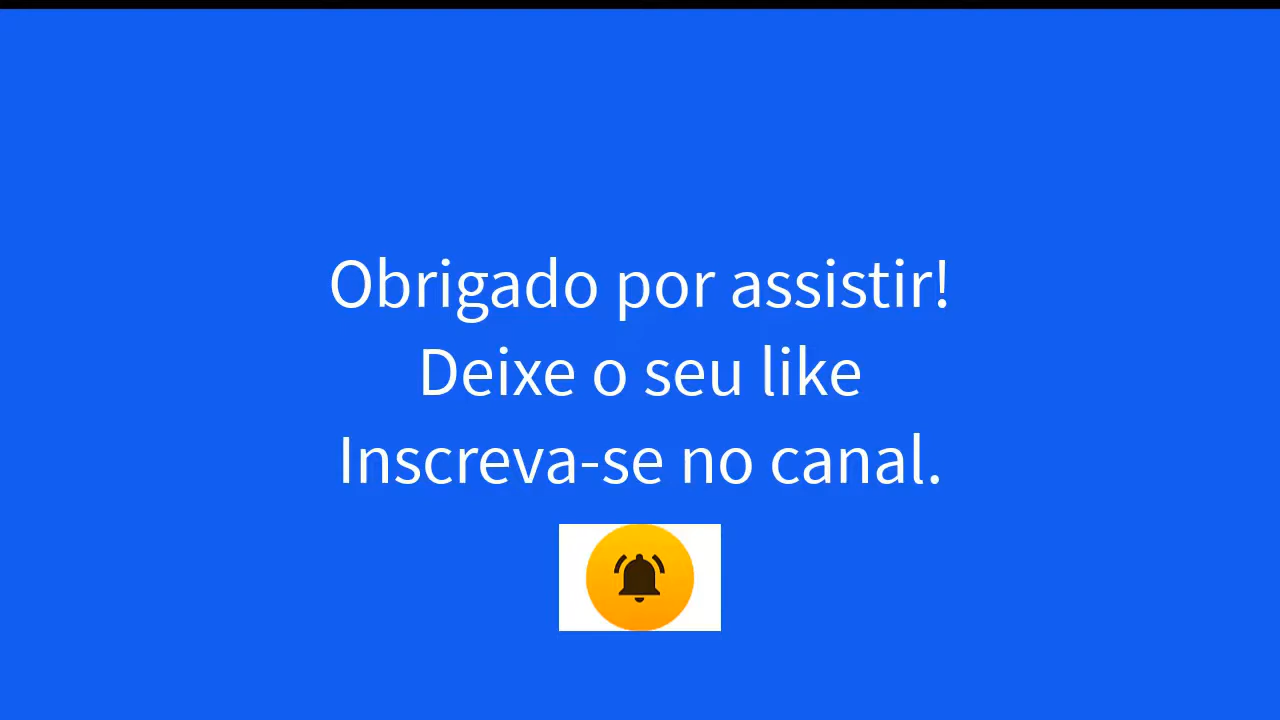 Obrigado por assistir!
Deixe o seu like
Inscreva-se no canal.